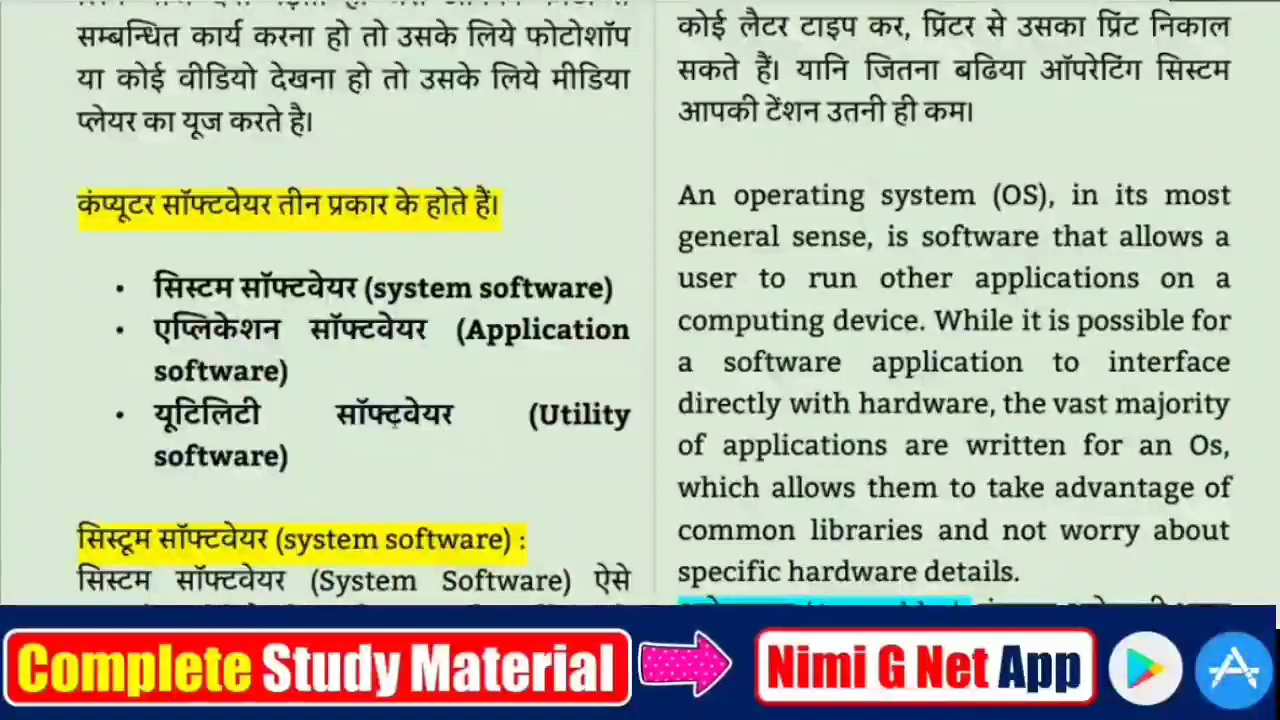 सम्बन्धित कार्य करना हो तो उसके लिये फोटोशॉप
या कोई वीडियो देखना हो तो उसके लिये मीडिया
प्लेयर का यूज करते है।
कंप्यूटर सॉफ्टवेयर तीन प्रकार के होते हैं।
• सिस्टम सॉफ्टवेयर (system software)
• एप्लिकेशन सॉफ्टवेयर (Application
software)
• यूटिलिटी सॉफ्ट्वेयर (Utility
software)
सिस्टूम सॉफ्टवेयर (system software) :
सिस्टम सॉफ्टवेयर (System Software) ऐसे
कोई लैटर टाइप कर, प्रिंटर से उसका प्रिंट निकाल
सकते हैं। यानि जितना बढिया ऑपरेटिंग सिस्टम
आपकी टेंशन उतनी ही कम।
An operating system (OS), in its most
general sense, is software that allows a
user to run other applications on a
computing device. While it is possible for
a software application to interface
directly with hardware, the vast majority
of applications are written for an Os,
which allows them to take advantage of
common libraries and not worry about
specific hardware details.
Complete Study Material
Nimi G Net App